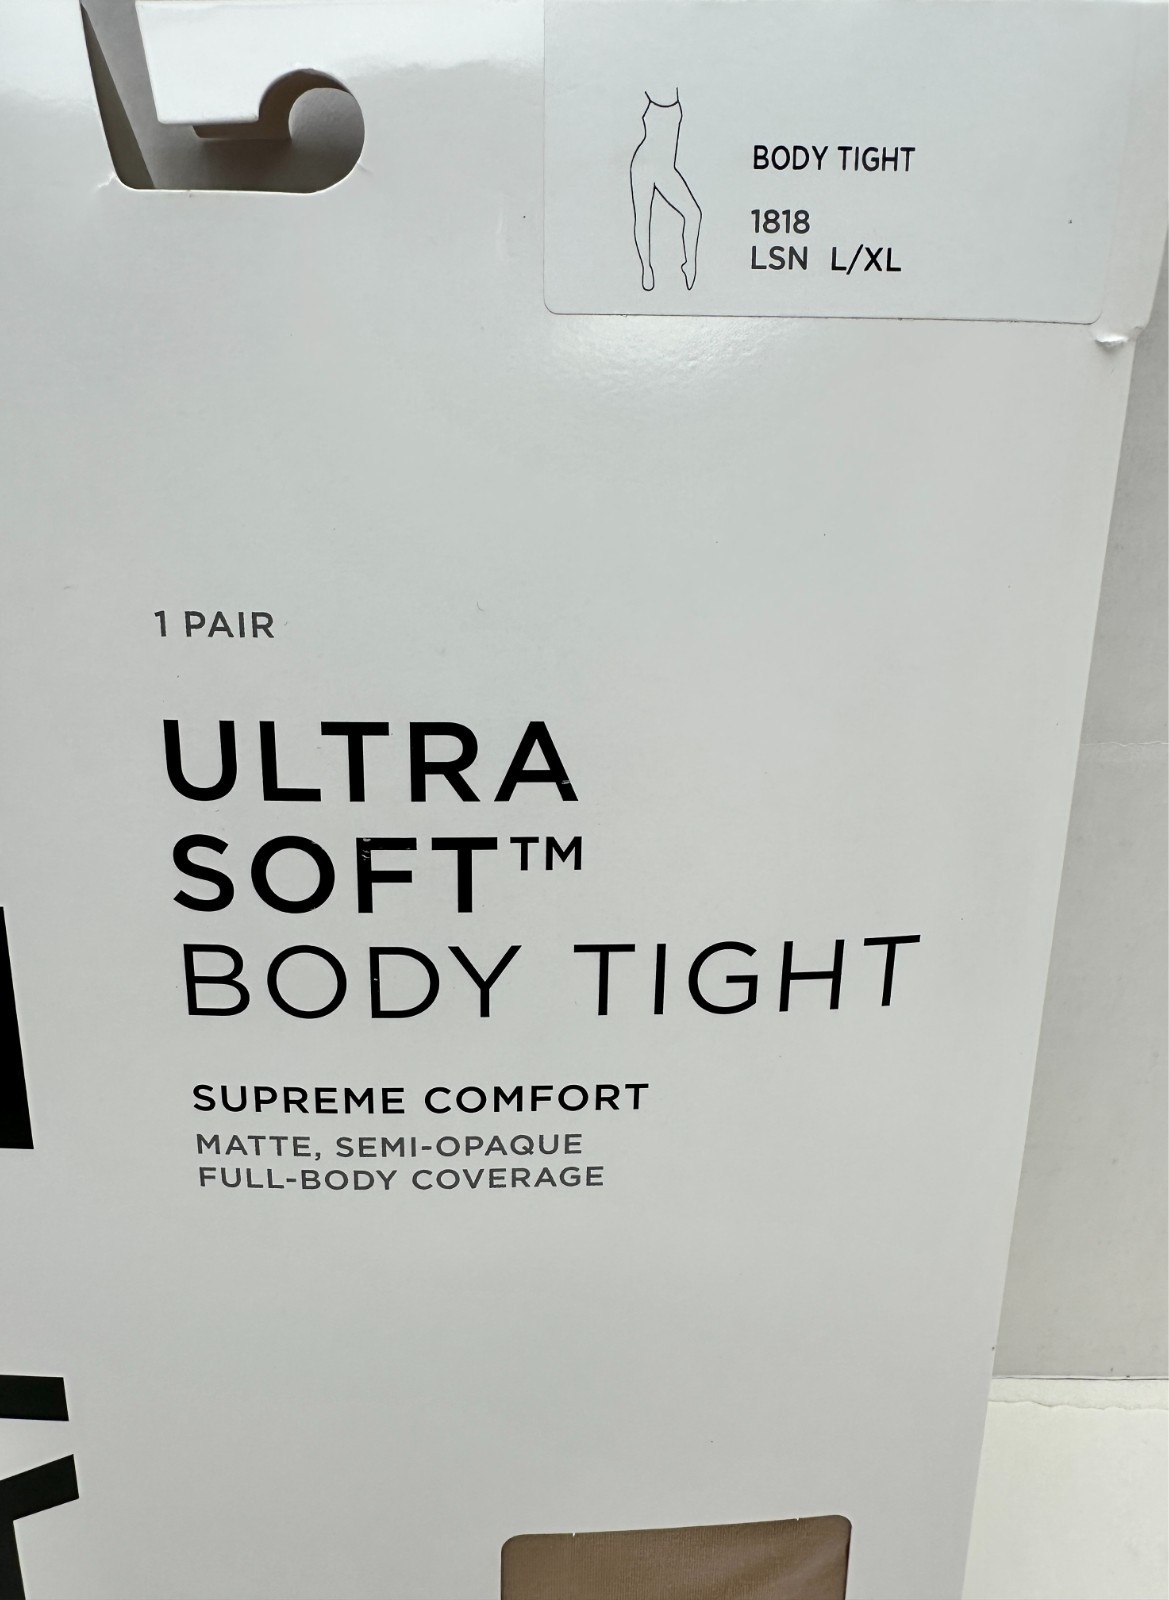 BODY TIGHT
1818
LSN L/XL
1 PAIR
ULTRA
SOFT™
BODY TIGHT
SUPREME COMFORT
MATTE, SEMI-OPAQUE
FULL-BODY COVERAGE